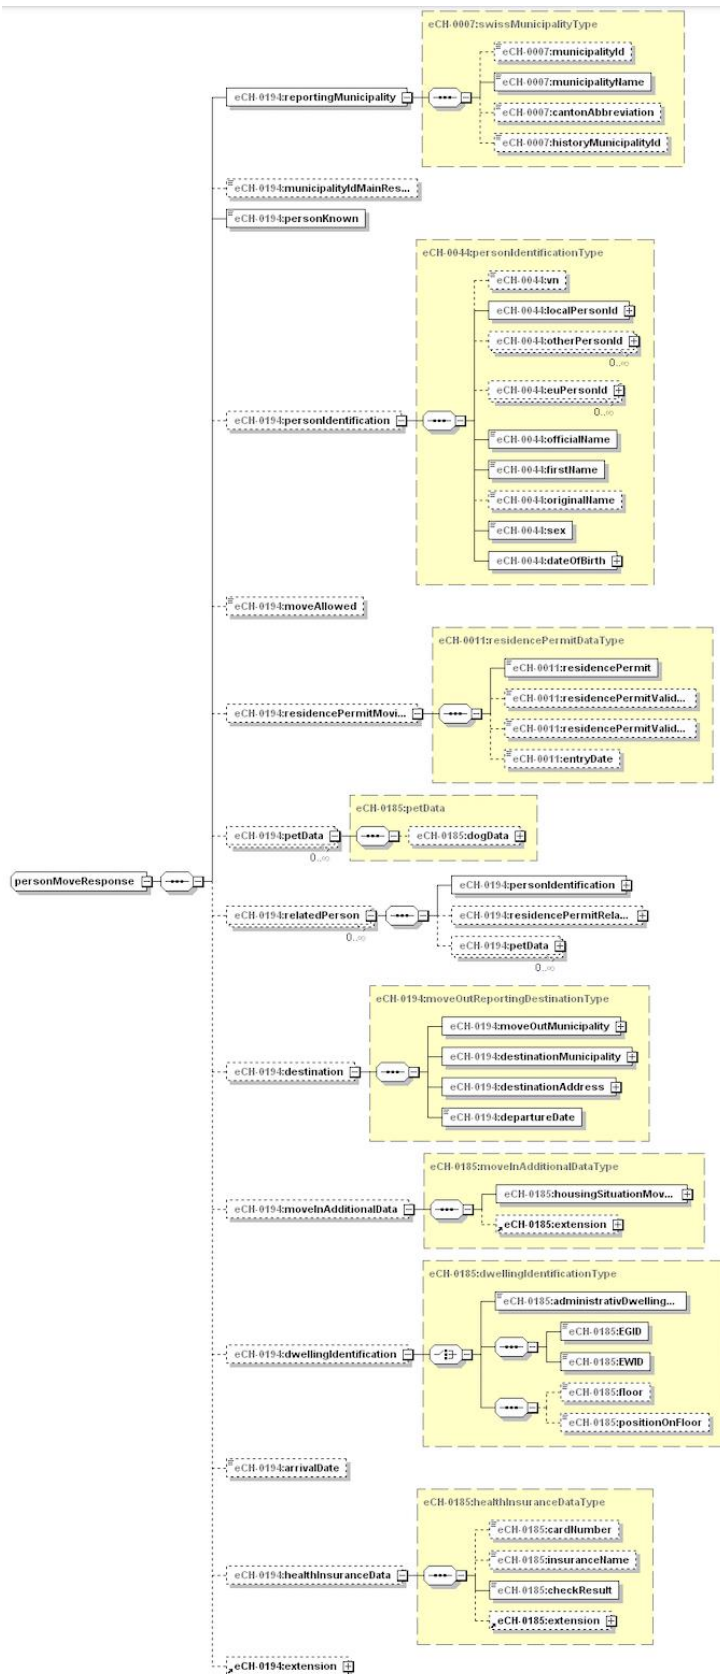 eCH-0007:swissMunicipalityType
eCH-0007:municipalityId
eCH-0007:municipalityName
eCH-0194:reportingMunicipality
eCH-0007:cantonAbbreviation
eCH-0007:historyMunicipalityId
eCH-0194:municipalityIdMainRes...
eCH-0194:personKnown
eCH-0044:personIdentificationType
eCH-0044:vn
eCH-0044:localPersonId
eCH-0044:otherPersonId
0..∞
eCH-0044:euPersonId
0..∞
eCH-0194:personIdentification
eCH-0044:officialName
eCH-0044:firstName
eCH-0044:originalName
eCH-0044:sex
eCH-0044:dateOfBirth
eCH-0194:moveAllowed
eCH-0011:residencePermitDataType
eCH-0011:residencePermit
eCH-0011:residencePermitValid...
eCH-0194:residencePermitMovi...
eCH-0011:residencePermitValid...
eCH-0011:entryDate
eCH-0185:petData
eCH-0194:petData
eCH-0185:dogData
0..∞
personMoveResponse
eCH-0194:personIdentification
eCH-0194:relatedPerson
eCH-0194:residencePermitRela...
0..∞
eCH-0194:petData
0..∞
eCH-0194:moveOutReportingDestinationType
eCH-0194:moveOutMunicipality
eCH-0194:destinationMunicipality
eCH-0194:destination
eCH-0194:destinationAddress
eCH-0194:departureDate
eCH-0185:moveInAdditionalDataType
eCH-0185:housingSituationMov...
eCH-0194:moveInAdditionalData
eCH-0185:extension
eCH-0185:dwellingIdentificationType
eCH-0185:administrativDwelling...
eCH-0185:EGID
eCH-0194:dwellingIdentification
eCH-0185:EWID
eCH-0185:floor
eCH-0185:positionOnFloor
eCH-0194:arrivalDate
eCH-0185:healthInsuranceDataType
eCH-0185:cardNumber
eCH-0185:insuranceName
eCH-0194:healthInsuranceData
eCH-0185:checkResult
eCH-0185:extension
eCH-0194:extension